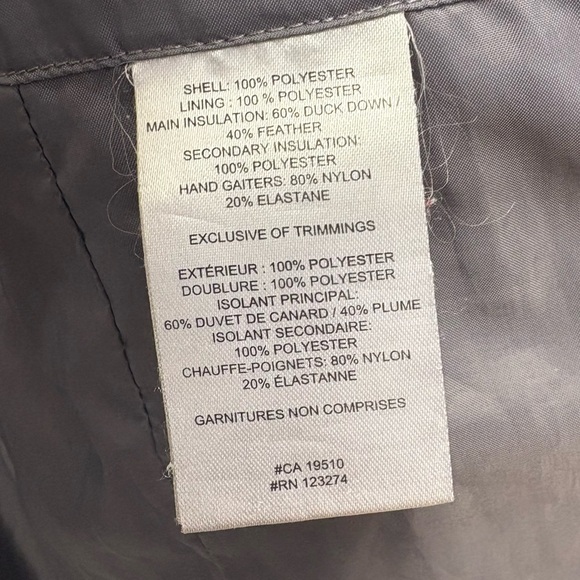 SHELL: 100% POLYESTER
LINING : 100 % POLYESTER
MAIN INSULATION: 60% DUCK DOWN /
40% FEATHER
SECONDARY INSULATION:
100% POLYESTER
HAND GAITERS: 80% NYLON
20% ELASTANE
EXCLUSIVE OF TRIMMINGS
EXTÉRIEUR : 100% POLYESTER
DOUBLURE : 100% POLYESTER
ISOLANT PRINCIPAL:
60% DUVET DE CANARD / 40% PLUME
ISOLANT SECONDAIRE:
100% POLYESTER
CHAUFFE-POIGNETS: 80% NYLON
20% ÉLASTANNE
GARNITURES NON COMPRISES
#CA 19510
#RN 123274